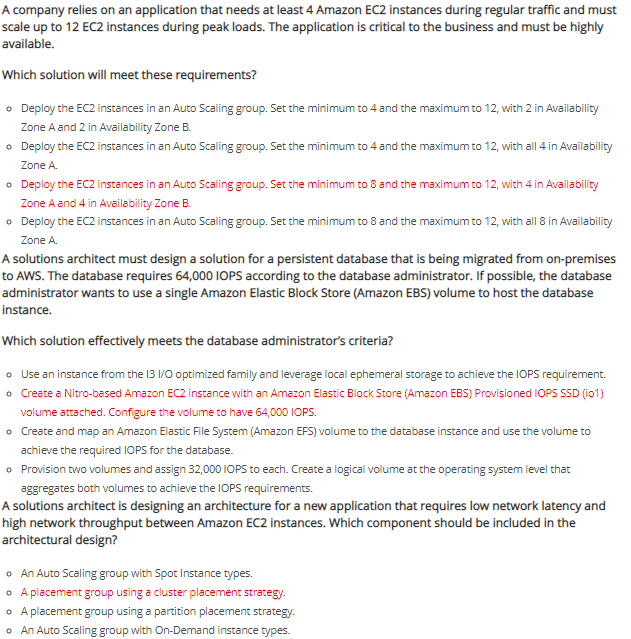 A company relies on an application that needs at least 4 Amazon EC2 instances during regular traffic and must
scale up to 12 EC2 instances during peak loads. The application is critical to the business and must be highly
available.
Which solution will meet these requirements?
Deploy the EC2 instances in an Auto Scaling group. Set the minimum to 4 and the maximum to 12, with 2 in Availability
Zone A and 2 in Availability Zone B.
Deploy the EC2 instances in an Auto Scaling group. Set the minimum to 4 and the maximum to 12, with all 4 in Availability
Zone A.
Deploy the EC2 instances in an Auto Scaling group. Set the minimum to 8 and the maximum to 12, with 4 in Availability
Zone A and 4 in Availability Zone B.
Deploy the EC2 instances in an Auto Scaling group. Set the minimum to 8 and the maximum to 12, with all 8 in Availability
Zone A.
A solutions architect must design a solution for a persistent database that is being migrated from on-premises
to AWS. The database requires 64,000 IOPS according to the database administrator. If possible, the database
administrator wants to use a single Amazon Elastic Block Store (Amazon EBS) volume to host the database
instance.
Which solution effectively meets the database administrator's criteria?
Use an instance from the I3 I/O optimized family and leverage local ephemeral storage to achieve the IOPS requirement.
Create a Nitro-based Amazon EC2 instance with an Amazon Elastic Block Store (Amazon EBS) Provisioned IOPS SSD (io1)
volume attached. Configure the volume to have 64,000 IOPS.
Create and map an Amazon Elastic File System (Amazon EFS) volume to the database instance and use the volume to
achieve the required IOPS for the database.
Provision two volumes and assign 32,000 IOPS to each. Create a logical volume at the operating system level that
aggregates both volumes to achieve the IOPS requirements.
A solutions architect is designing an architecture for a new application that requires low network latency and
high network throughput between Amazon EC2 instances. Which component should be included in the
architectural design?
An Auto Scaling group with Spot Instance types.
A placement group using a cluster placement strategy.
A placement group using a partition placement strategy.
An Auto Scaling group with On-Demand instance types.